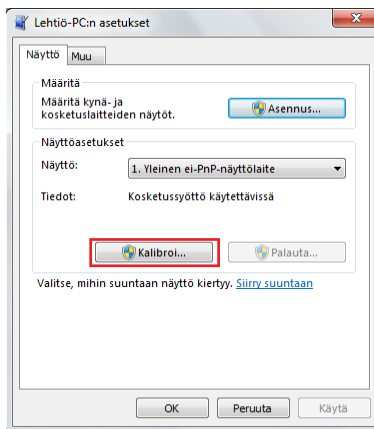 Lehtiö-PC:n asetukset
Näyttö Muu
Määritä
Määritä kynä- ja
kosketuslaitteiden näytöt.
Asennus...
Näyttöasetukset
Näyttö: 1. Yleinen ei-PnP-näyttölaite
Tiedot: Kosketussyöttö käytettävissä
Kalibroi... Palauta...
Valitse, mihin suuntaan näyttö kiertyy. Siirry suuntaan
OK Peruuta Käytä